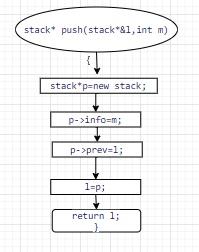 stack* push(stack*&l,int m)
{
stack*p=new stack;
p->info=m;
p->prev=l;
l=p;
return l;
}